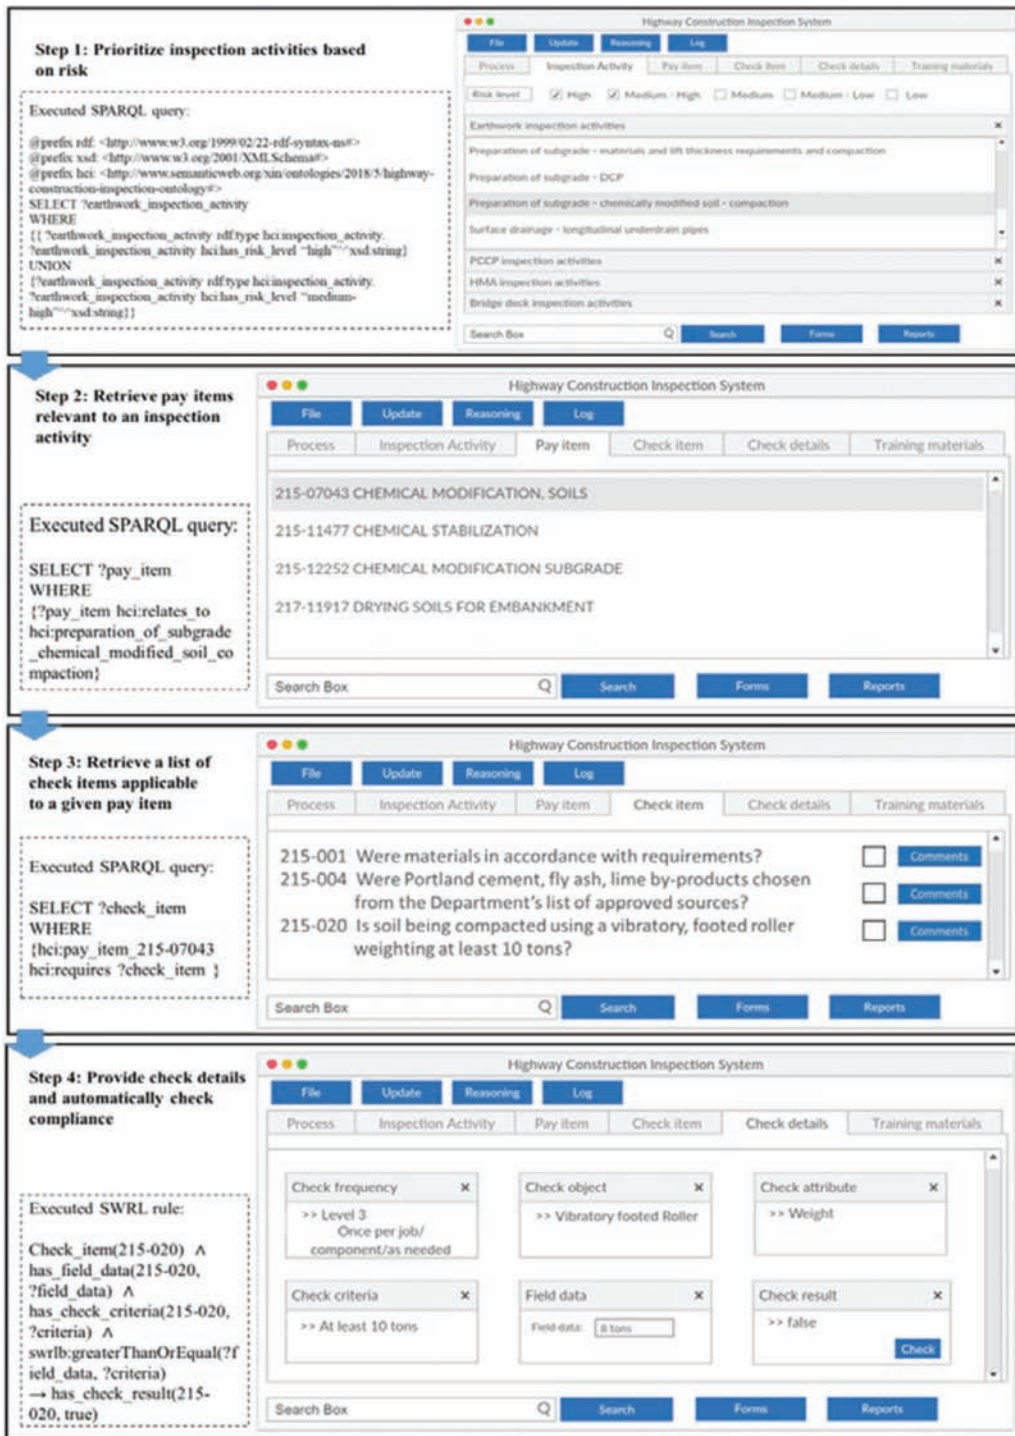 Step 1: Prioritize inspection activities based
on risk
Executed SPARQL query:
@prefix rdf: <http://www.w3.org/1999/02/22-rdf-syntax-ns#>
@prefix xsd: <http://www.w3.org/2001/XMLSchema#>
@prefix hci: <http://www.semanticweb.org/xin/ontologies/2018/5/highway-
construction-inspection-ontology#>
SELECT ?earthwork_inspection_activity
WHERE
{{ ?earthwork_inspection_activity rdf:type hci:inspection_activity.
?earthwork_inspection_activity hci:has_risk_level "high"^^xsd:string}
UNION
{?earthwork_inspection_activity rdf:type hci:inspection_activity.
?earthwork_inspection_activity hci:has_risk_level "medium-
high"^^xsd:string}}
Highway Construction Inspection System
File Update Reasoning Log
Process Inspection Activity Pay item Check item Check details Training materials
Risk level High Medium - High Medium Medium - Low Low
Earthwork inspection activities ×
Preparation of subgrade - materials and lift thickness requirements and compaction
Preparation of subgrade - DCP
Preparation of subgrade - chemically modified soil - compaction
Surface drainage - longitudinal underdrain pipes
PCCP inspection activities ×
HMA inspection activities ×
Bridge deck inspection activities ×
Search Box Search Forms Reports
Step 2: Retrieve pay items
relevant to an inspection
activity
Executed SPARQL query:
SELECT ?pay_item
WHERE
{?pay_item hci:relates_to
hci:preparation_of_subgrade
_chemical_modified_soil_co
mpaction}
Highway Construction Inspection System
File Update Reasoning Log
Process Inspection Activity Pay item Check item Check details Training materials
215-07043 CHEMICAL MODIFICATION, SOILS
215-11477 CHEMICAL STABILIZATION
215-12252 CHEMICAL MODIFICATION SUBGRADE
217-11917 DRYING SOILS FOR EMBANKMENT
Search Box Search Forms Reports
Step 3: Retrieve a list of
check items applicable
to a given pay item
Executed SPARQL query:
SELECT ?check_item
WHERE
{hci:pay_item_215-07043
hci:requires ?check_item }
Highway Construction Inspection System
File Update Reasoning Log
Process Inspection Activity Pay item Check item Check details Training materials
215-001 Were materials in accordance with requirements? Comments
215-004 Were Portland cement, fly ash, lime by-products chosen
from the Department's list of approved sources? Comments
215-020 Is soil being compacted using a vibratory, footed roller
weighting at least 10 tons? Comments
Search Box Search Forms Reports
Step 4: Provide check details
and automatically check
compliance
Executed SWRL rule:
Check_item(215-020) ∧
has_field_data(215-020,
?field_data) ∧
has_check_criteria(215-020,
?criteria) ∧
swrlb:greaterThanOrEqual(?f
ield_data, ?criteria)
→ has_check_result(215-
020, true)
Highway Construction Inspection System
File Update Reasoning Log
Process Inspection Activity Pay item Check item Check details Training materials
Check frequency × Check object × Check attribute ×
>> Level 3 >> Vibratory footed Roller >> Weight
Once per job/
component/as needed
Check criteria × Field data × Check result ×
>> At least 10 tons Field data: 8 tons >> false
Check
Search Box Search Forms Reports